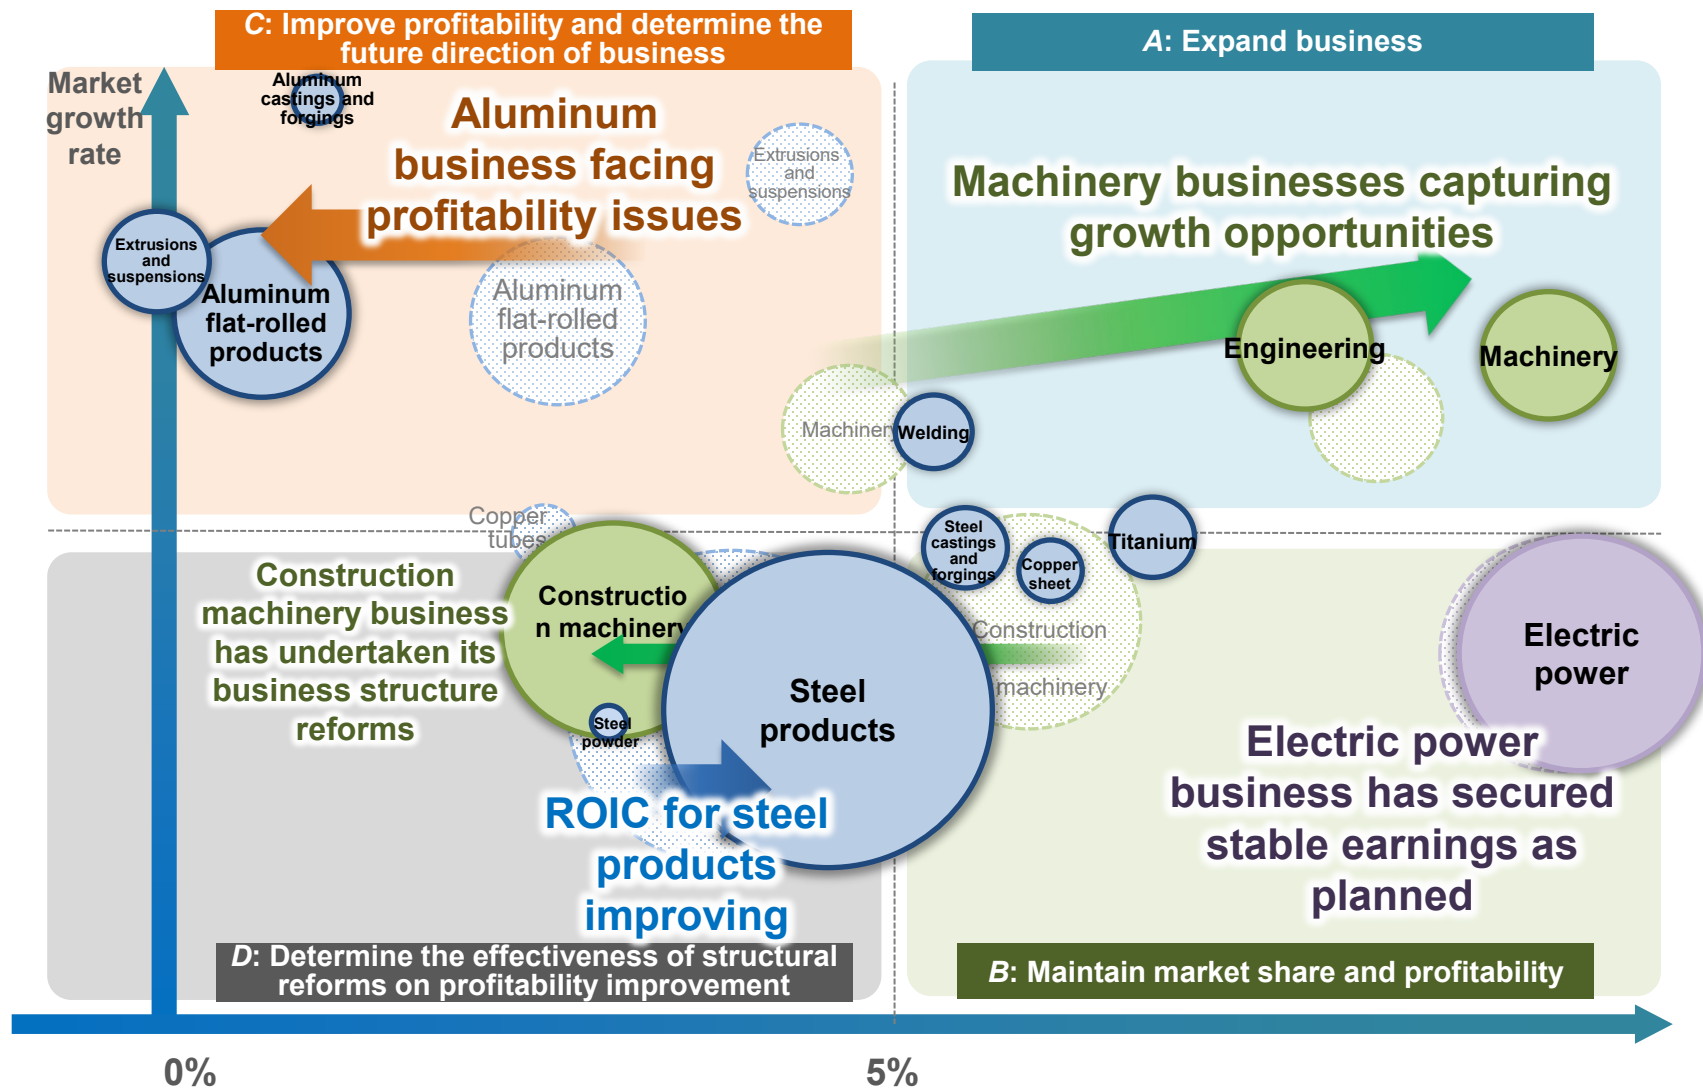 C: Improve profitability and determine the
future direction of business
A: Expand business
Market
growth
rate
Aluminum
castings and
forgings
Aluminum
business facing
profitability issues
Extrusions
and
suspensions
Machinery businesses capturing
growth opportunities
Extrusions
and
suspensions
Aluminum
flat-rolled
products
Aluminum
flat-rolled
products
Engineering
Machinery
Machinery
Welding
Copper
tubes
Steel
castings
and
forgings
Copper
sheet
Titanium
Construction
machinery business
has undertaken its
business structure
reforms
Constructio
n machinery
Construction
machinery
Steel
products
Electric
power
Steel
powder
ROIC for steel
products
improving
Electric power
business has secured
stable earnings as
planned
D: Determine the effectiveness of structural
reforms on profitability improvement
B: Maintain market share and profitability
0%
5%